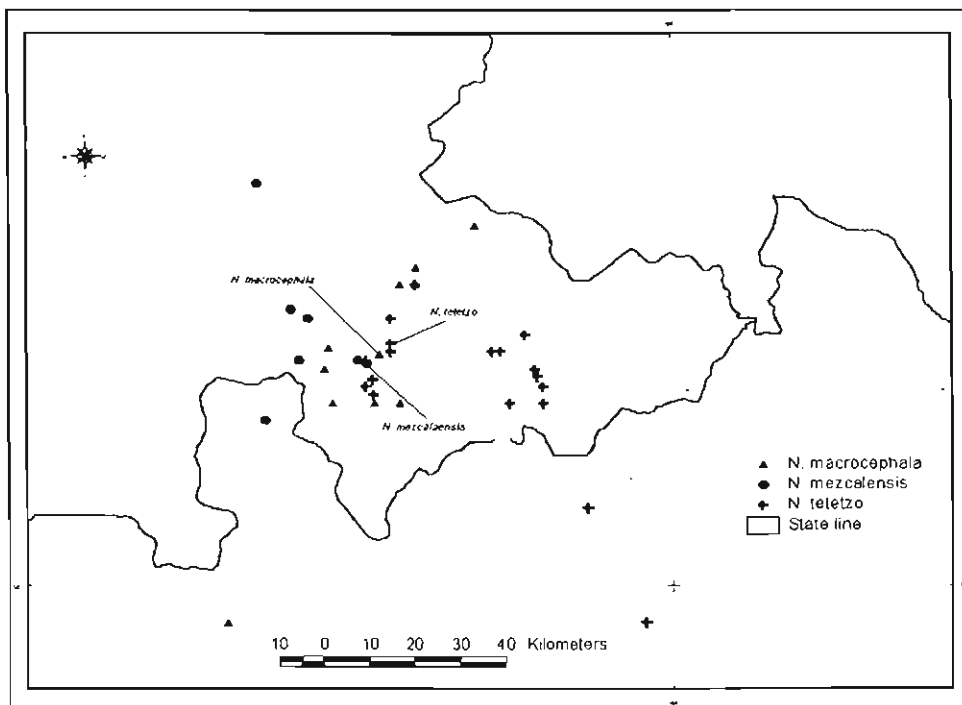 N. macrocephala
N. teletzo
N. mezcalaensis
N. macrocephala
N. mezcalensis
N teletzo
State line
10 0 10 20 30 40 Kilometers